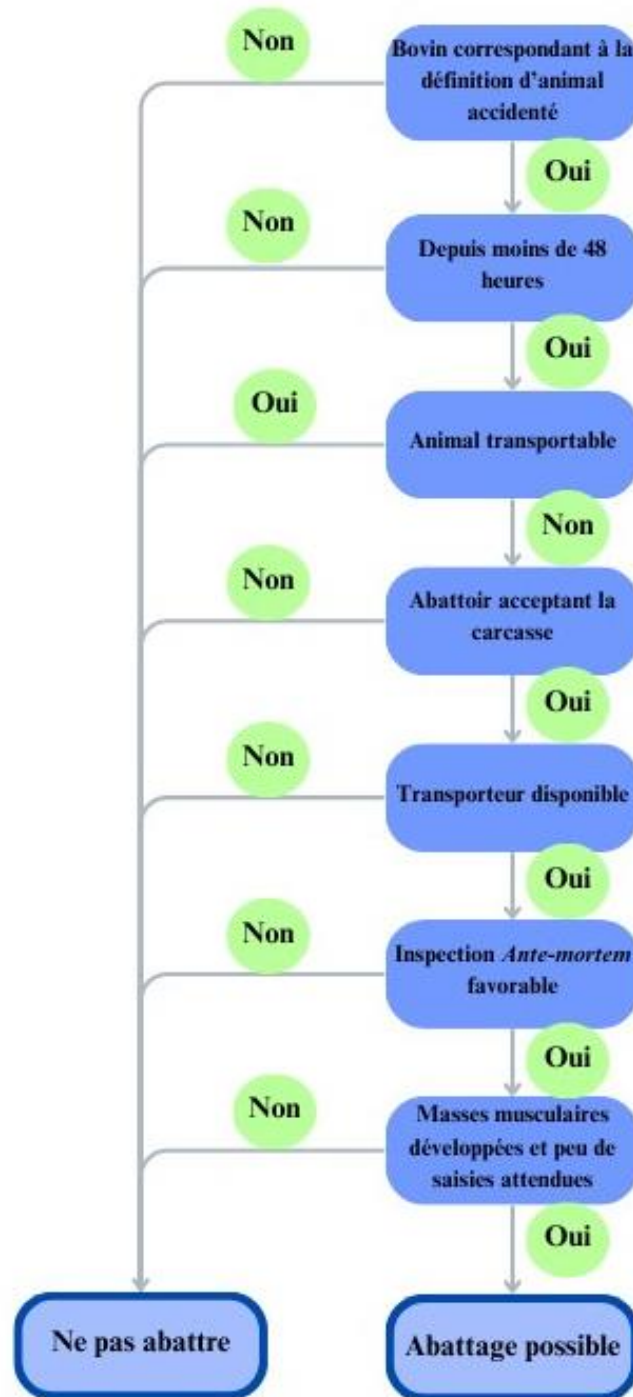 Non
Bovin correspondant à la
définition d’animal
accidenté
Oui
Non
Depuis moins de 48
heures
Oui
Oui
Animal transportable
Non
Non
Abattoir acceptant la
carcasse
Oui
Non
Transporteur disponible
Oui
Non
Inspection Ante-mortem
favorable
Oui
Non
Masses musculaires
développées et peu de
saisies attendues
Oui
Ne pas abattre
Abattage possible